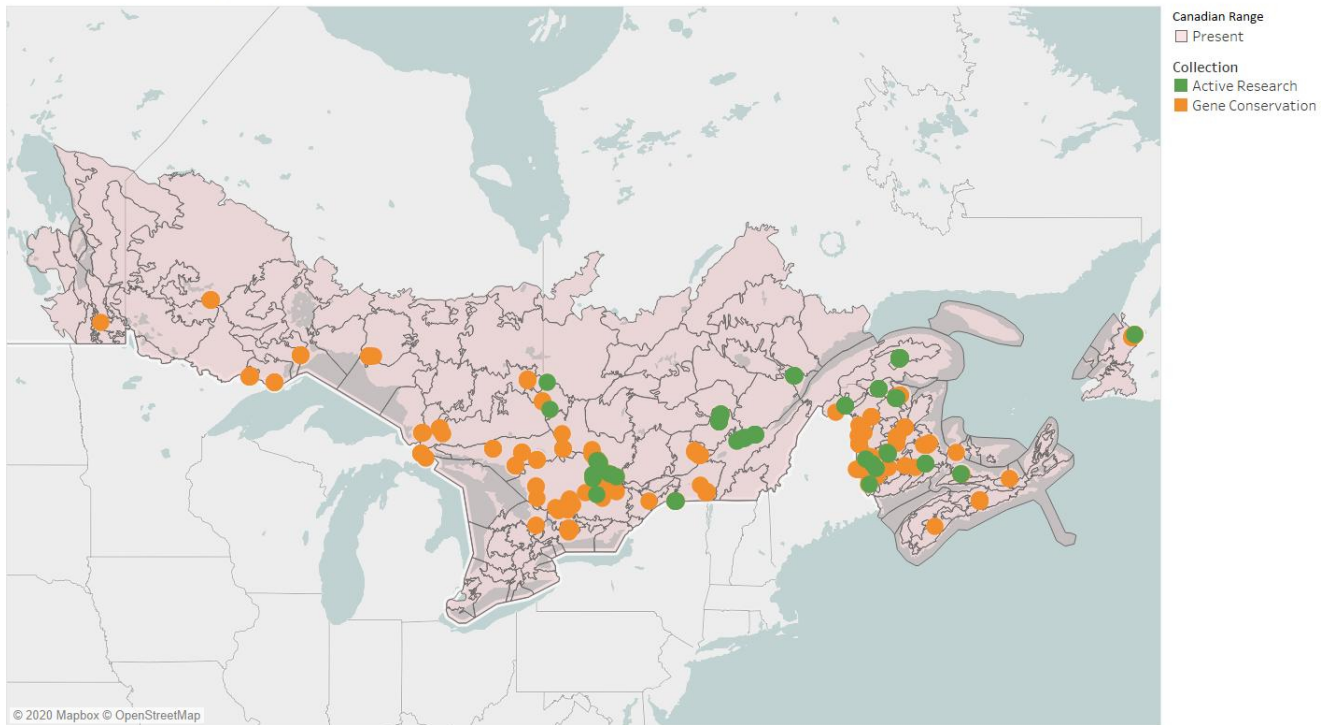 Canadian Range
Present
Collection
Active Research
Gene Conservation
© 2020 Mapbox © OpenStreetMap